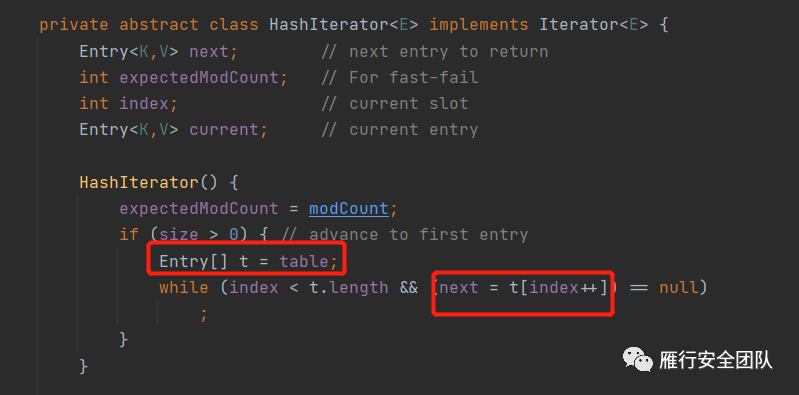 private abstract class HashIterator<E> implements Iterator<E> {
    Entry<K,V> next;        // next entry to return
    int expectedModCount;   // For fast-fail
    int index;              // current slot
    Entry<K,V> current;     // current entry

    HashIterator() {
        expectedModCount = modCount;
        if (size > 0) { // advance to first entry
            Entry[] t = table;
            while (index < t.length && (next = t[index++]) == null)
                ;
        }
    }
雁行安全团队